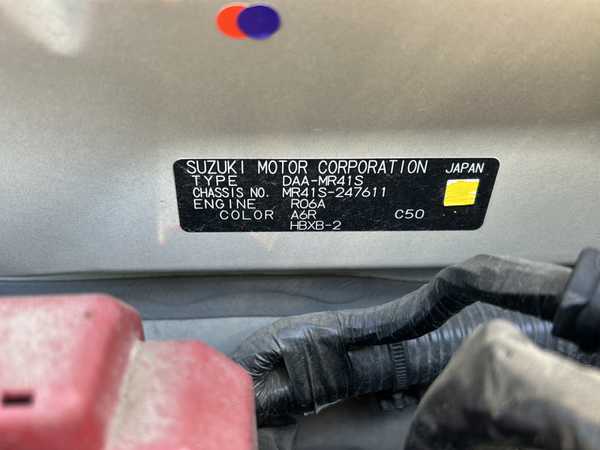 SUZUKI MOTOR CORPORATION JAPAN
TYPE DAA-MR41S
CHASSIS NO. MR41S-247611
ENGINE R06A
COLOR A6R C50
HBXB-2